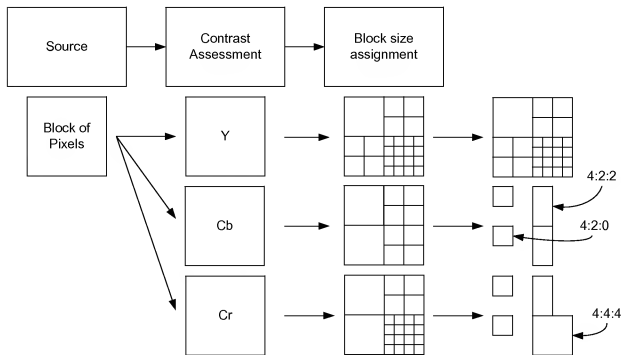 Source
Contrast
Assessment
Block size
assignment
Block of
Pixels
Y
Cb
4:2:2
4:2:0
Cr
4:4:4